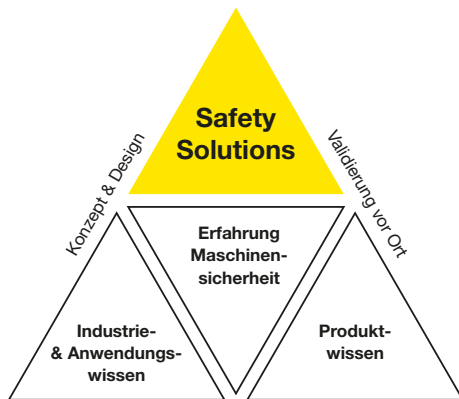 Safety
Solutions
Konzept & Design
Validierung vor Ort
Erfahrung
Maschinen-
sicherheit
Industrie-
& Anwendungs-
wissen
Produkt-
wissen